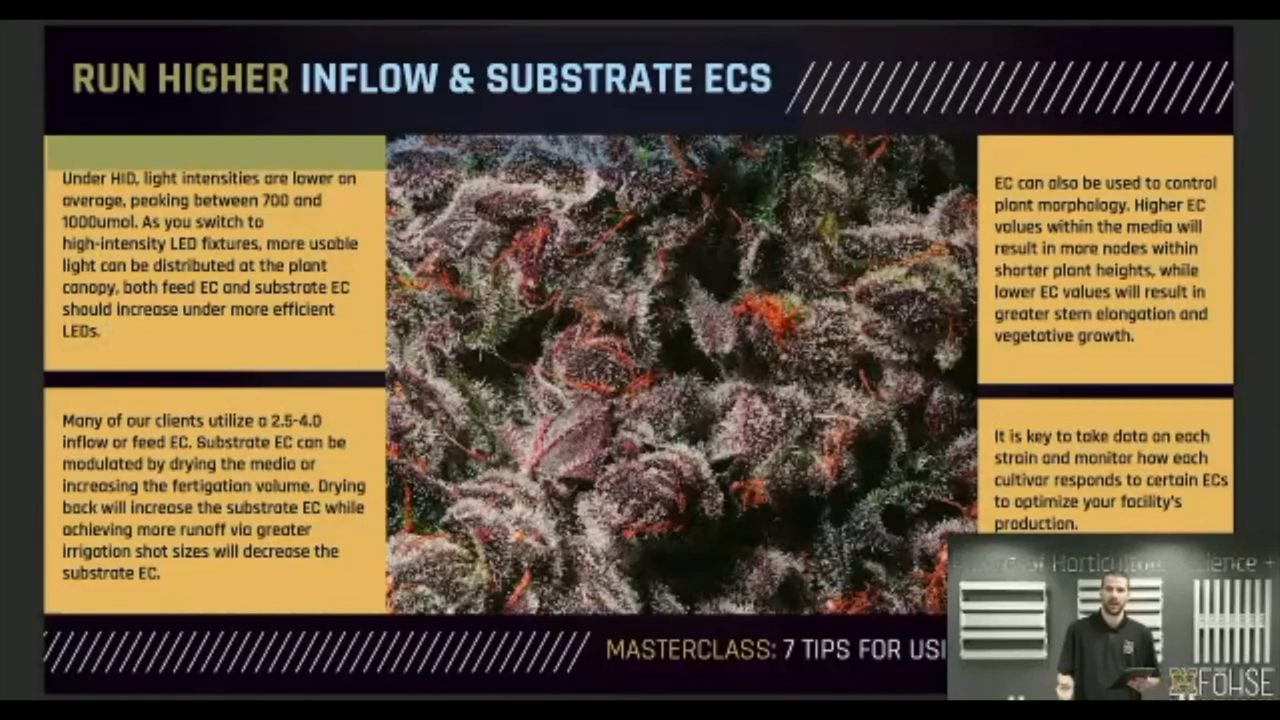 RUN HIGHER INFLOW & SUBSTRATE ECS
Under HID, light intensities are lower on
average, peaking between 700 and
1000umol. As you switch to
high-intensity LED fixtures, more usable
light can be distributed at the plant
canopy, both feed EC and substrate EC
should increase under more efficient
LEDs.
Many of our clients utilize a 2.5-4.0
inflow or feed EC. Substrate EC can be
modulated by drying the media or
increasing the fertigation volume. Drying
back will increase the substrate EC while
achieving more runoff via greater
irrigation shot sizes will decrease the
substrate EC.
EC can also be used to control
plant morphology. Higher EC
values within the media will
result in more nodes within
shorter plant heights, while
lower EC values will result in
greater stem elongation and
vegetative growth.
It is key to take data on each
strain and monitor how each
cultivar responds to certain ECs
to optimize your facility's
production.
MASTERCLASS: 7 TIPS FOR USI
of Horticultur Science +
FOHSE